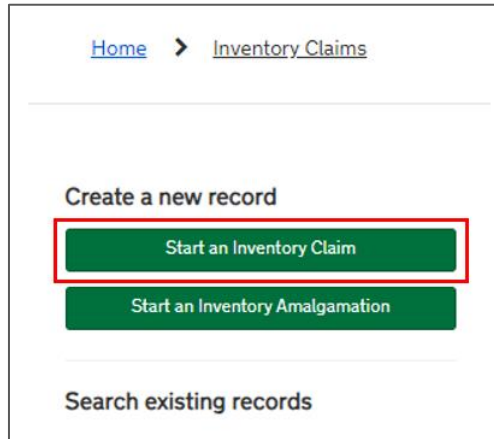 Home > Inventory Claims
Create a new record
Start an Inventory Claim
Start an Inventory Amalgamation
Search existing records